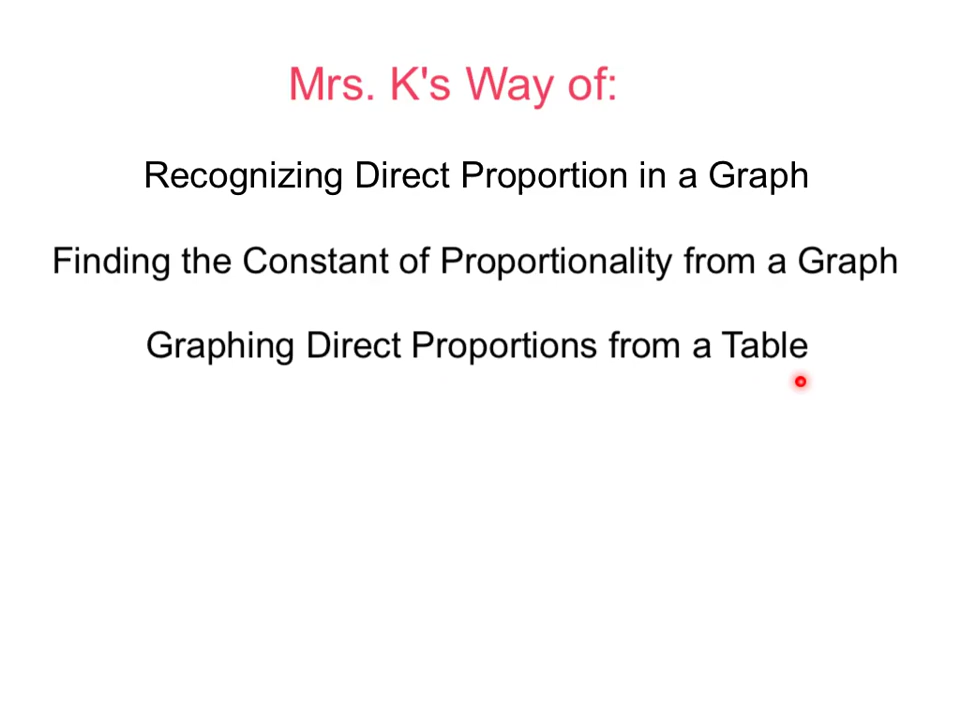 Mrs. K's Way of:
Recognizing Direct Proportion in a Graph
Finding the Constant of Proportionality from a Graph
Graphing Direct Proportions from a Table